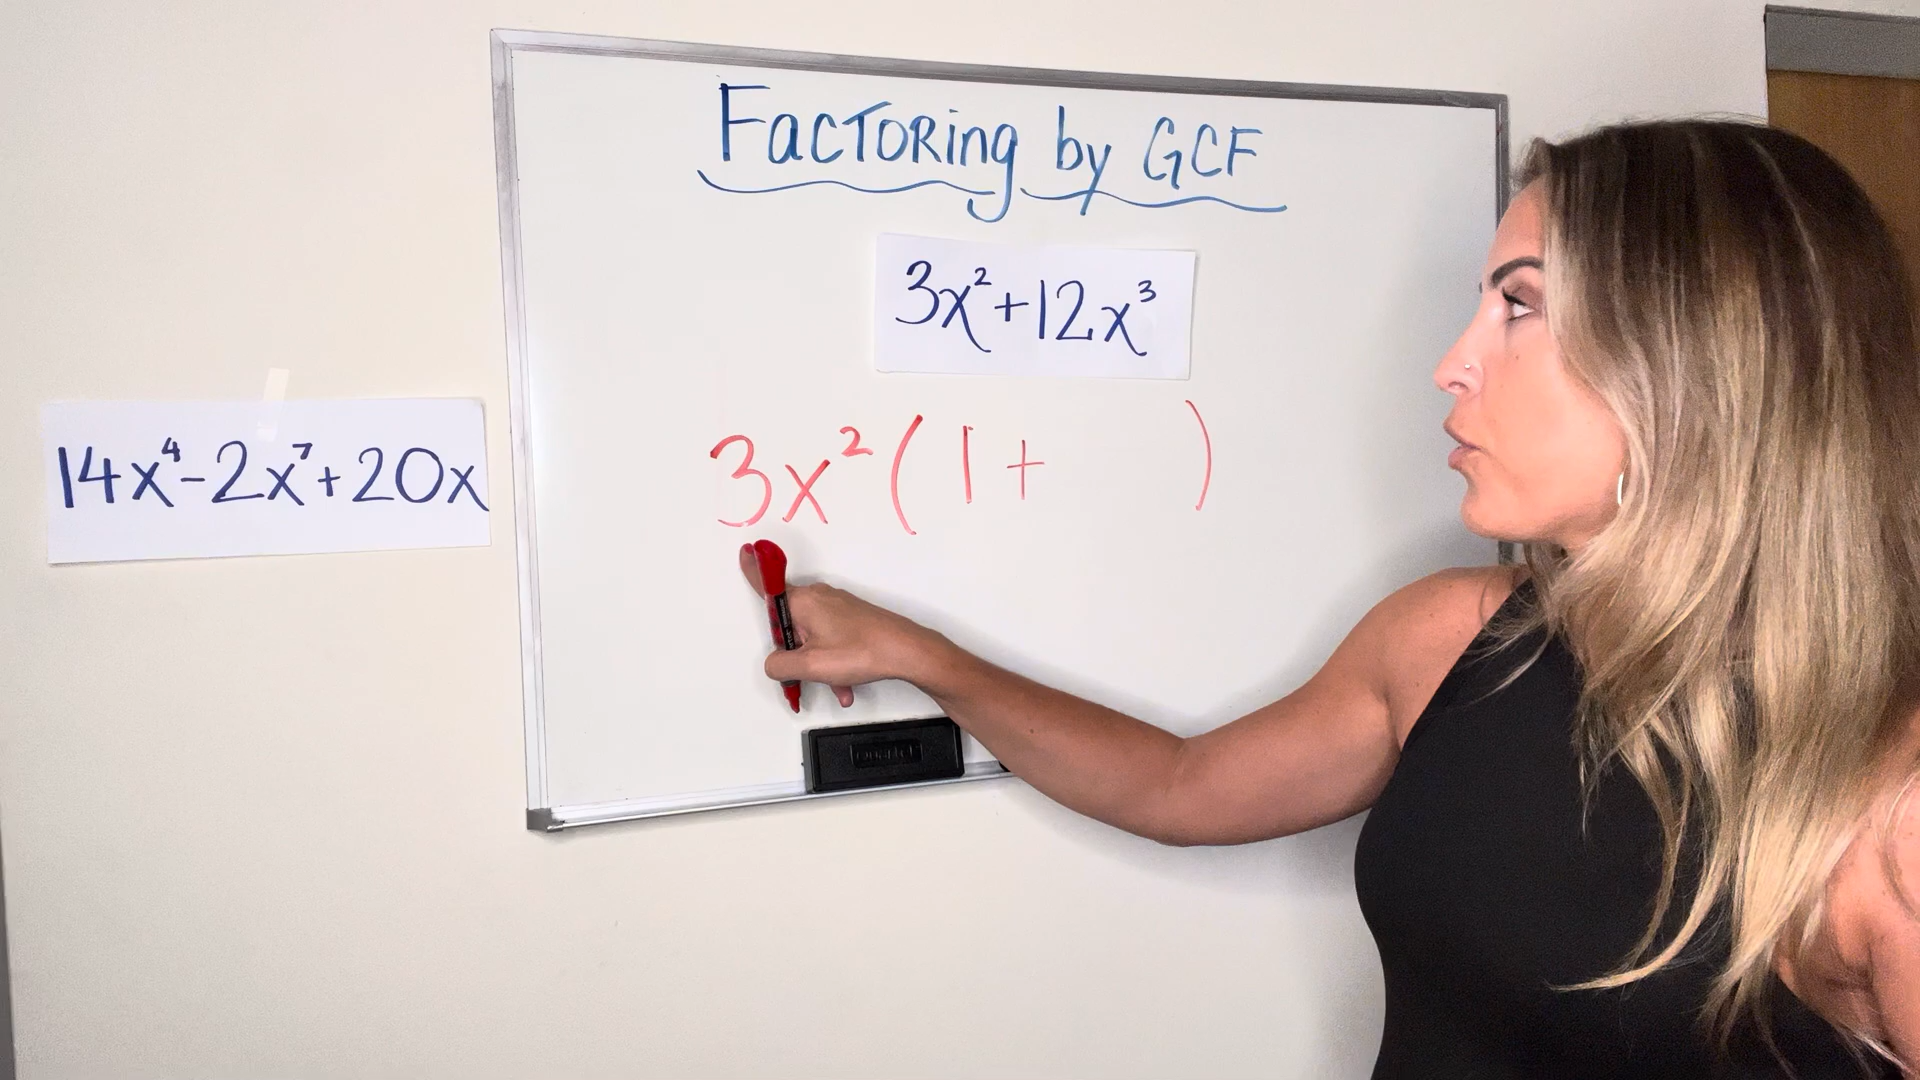 Factoring by GCF
3x²+12x³
3x²(1+ )
14x⁴-2x⁷+20x